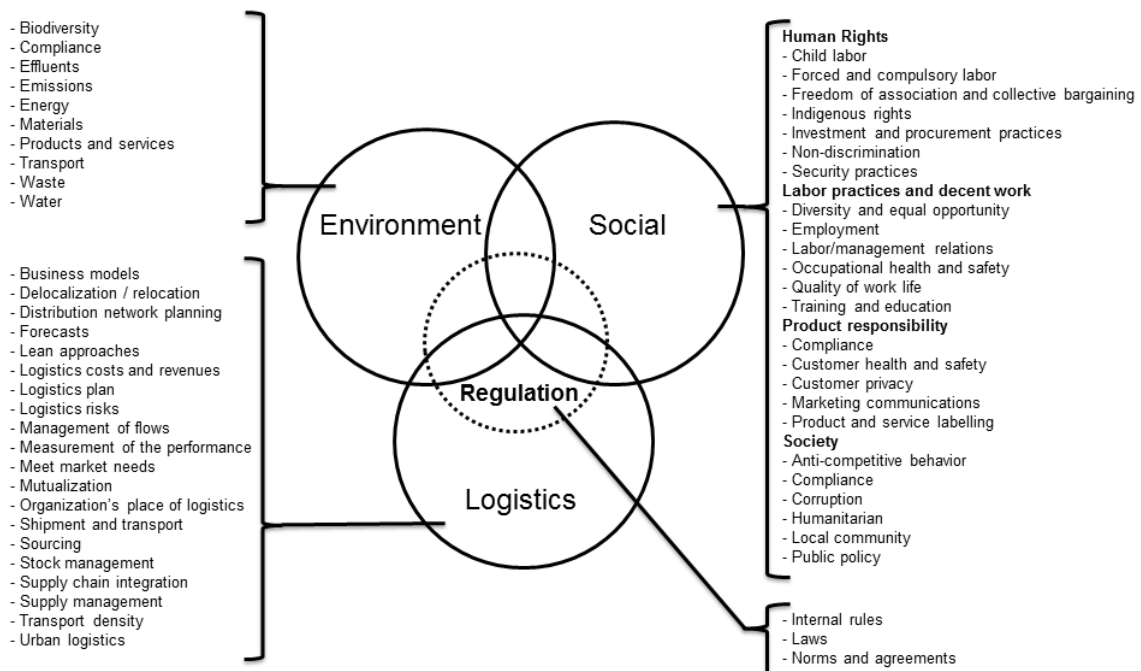 - Biodiversity
- Compliance
- Effluents
- Emissions
- Energy
- Materials
- Products and services
- Transport
- Waste
- Water
- Business models
- Delocalization / relocation
- Distribution network planning
- Forecasts
- Lean approaches
- Logistics costs and revenues
- Logistics plan
- Logistics risks
- Management of flows
- Measurement of the performance
- Meet market needs
- Mutualization
- Organization's place of logistics
- Shipment and transport
- Sourcing
- Stock management
- Supply chain integration
- Supply management
- Transport density
- Urban logistics
Environment
Social
Regulation
Logistics
Human Rights
- Child labor
- Forced and compulsory labor
- Freedom of association and collective bargaining
- Indigenous rights
- Investment and procurement practices
- Non-discrimination
- Security practices
Labor practices and decent work
- Diversity and equal opportunity
- Employment
- Labor/management relations
- Occupational health and safety
- Quality of work life
- Training and education
Product responsibility
- Compliance
- Customer health and safety
- Customer privacy
- Marketing communications
- Product and service labelling
Society
- Anti-competitive behavior
- Compliance
- Corruption
- Humanitarian
- Local community
- Public policy
- Internal rules
- Laws
- Norms and agreements